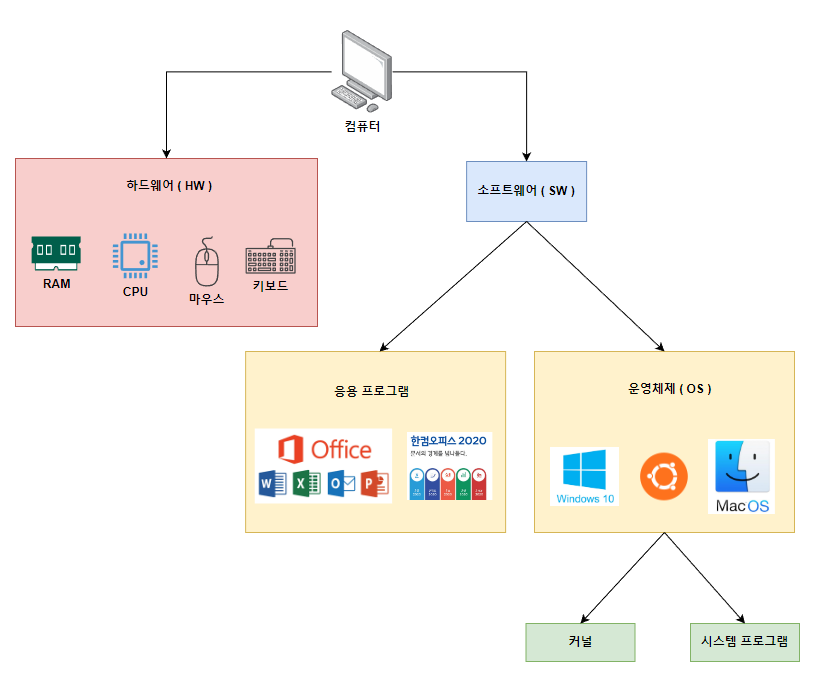 컴퓨터
하드웨어 ( HW )
소프트웨어 ( SW )
RAM
CPU
마우스
키보드
응용 프로그램
운영체제 ( OS )
Office
W
X
O
P
한컴오피스 2020
문서의 경계를 넘나들다.
Windows 10
Mac OS
커널
시스템 프로그램